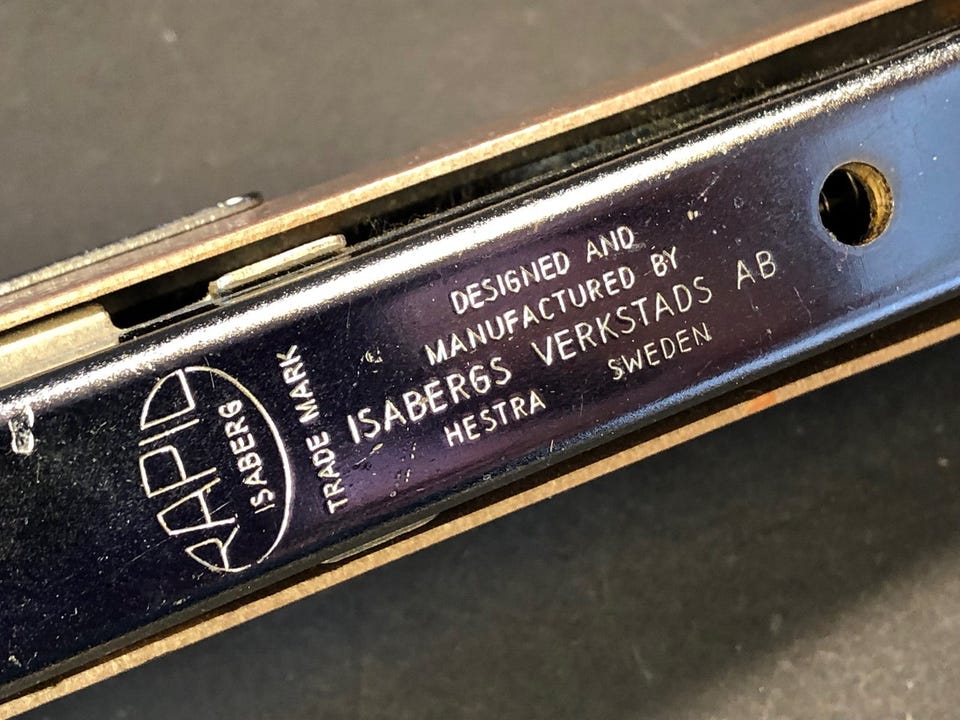 RAPID
ISABERG
TRADE MARK
DESIGNED AND
MANUFACTURED BY
ISABERGS VERKSTADS AB
HESTRA SWEDEN